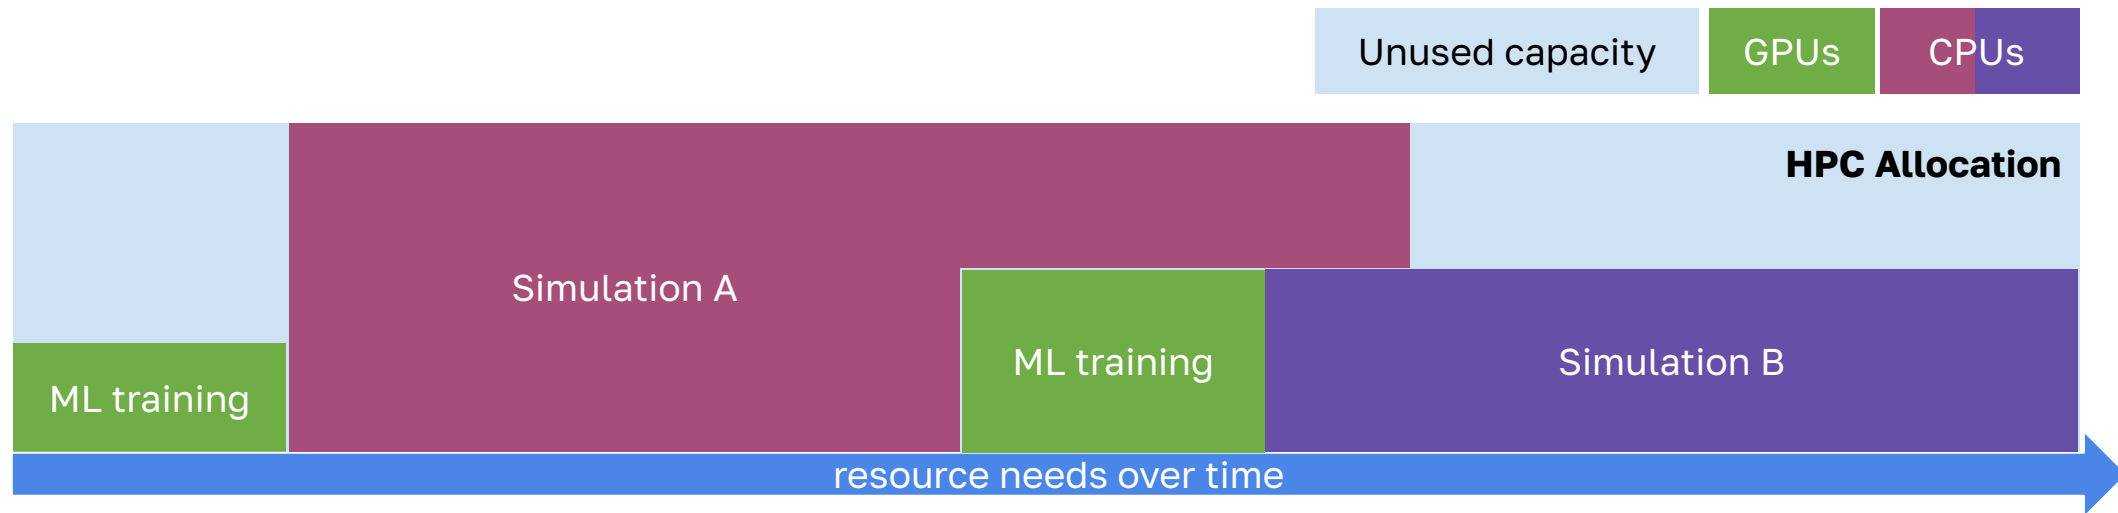 Unused capacity
GPUs
CPUs
HPC Allocation
Simulation A
ML training
Simulation B
ML training
resource needs over time